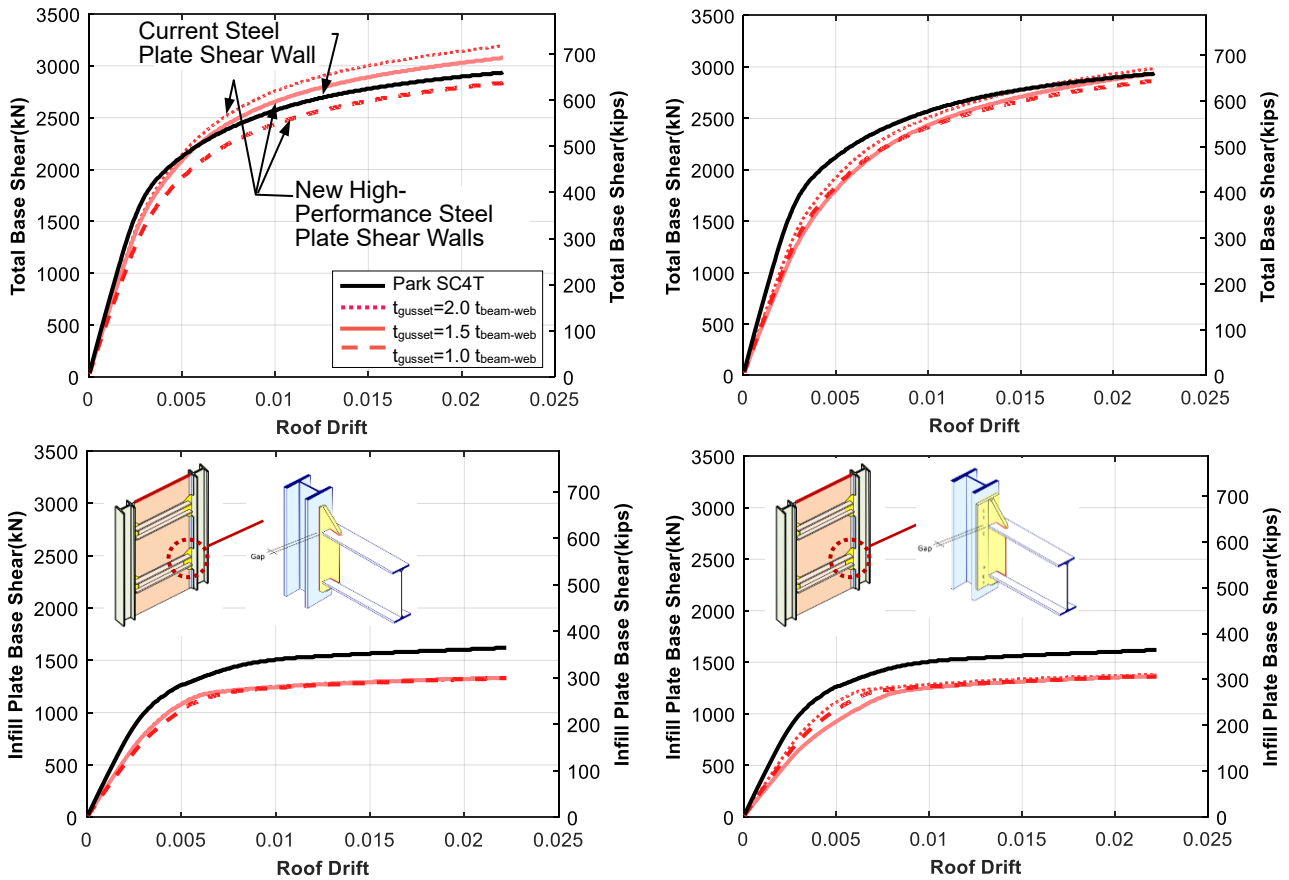 3500
3000
2500
2000
1500
1000
500
0
Total Base Shear(kN)
Current Steel
Plate Shear Wall
New High-
Performance Steel
Plate Shear Walls
Park SC4T
tgusset=2.0 tbeam-web
tgusset=1.5 tbeam-web
tgusset=1.0 tbeam-web
700
600
500
400
300
200
100
0
Total Base Shear(kips)
0 0.005 0.01 0.015 0.02 0.025
Roof Drift
3500
3000
2500
2000
1500
1000
500
0
Total Base Shear(kN)
700
600
500
400
300
200
100
0
Total Base Shear(kips)
0 0.005 0.01 0.015 0.02 0.025
Roof Drift
3500
3000
2500
2000
1500
1000
500
0
Infill Plate Base Shear(kN)
Gap
700
600
500
400
300
200
100
0
Infill Plate Base Shear(kips)
0 0.005 0.01 0.015 0.02 0.025
Roof Drift
3500
3000
2500
2000
1500
1000
500
0
Infill Plate Base Shear(kN)
Gap
700
600
500
400
300
200
100
0
Infill Plate Base Shear(kips)
0 0.005 0.01 0.015 0.02 0.025
Roof Drift